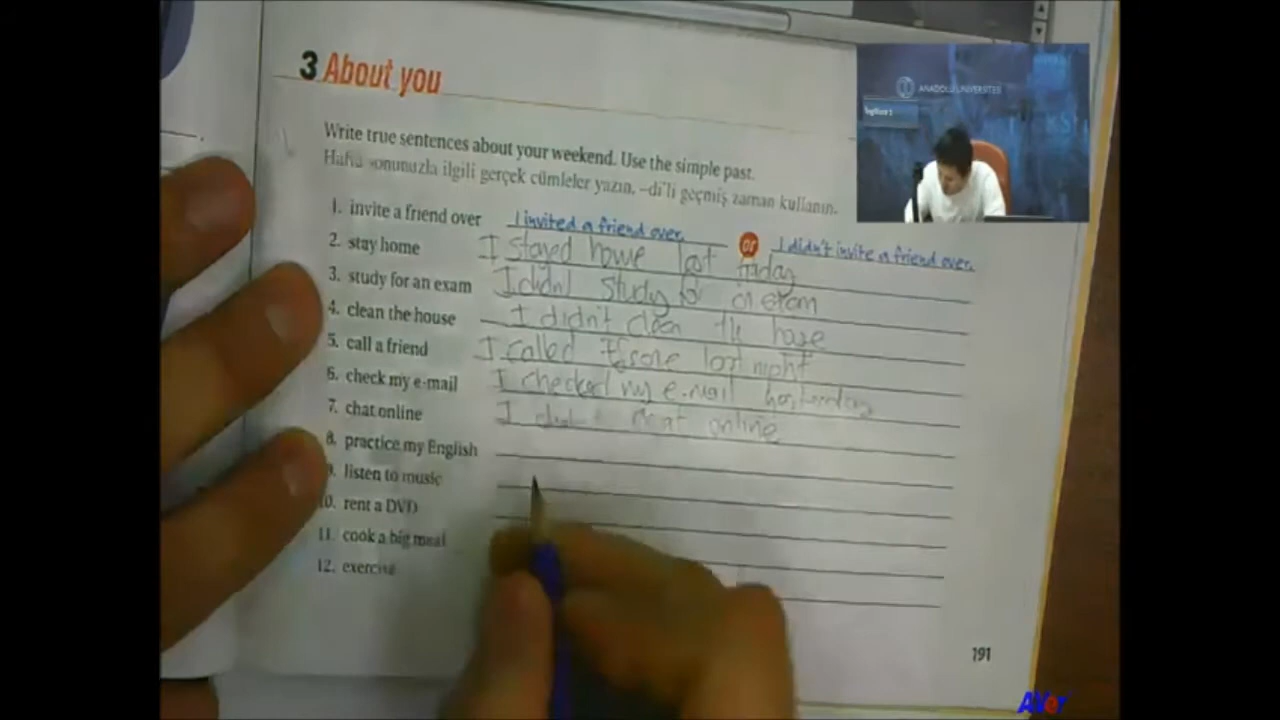 3 About you
ANADOLU ÜNİVERSİTESİ
Write true sentences about your weekend. Use the simple past.
Hafta sonunuzla ilgili gerçek cümleler yazın, –di'li geçmiş zaman kullanın.
1. invite a friend over I invited a friend over. or I didn't invite a friend over.
2. stay home I stayed home last friday
3. study for an exam I didn't study for an exam
4. clean the house I didn't clean the house
5. call a friend I called last night
6. check my e-mail I checked my e-mail yesterday
7. chat online I didn't chat online
8. practice my English
9. listen to music
10. rent a DVD
11. cook a big meal
12. exercise
191
AVer